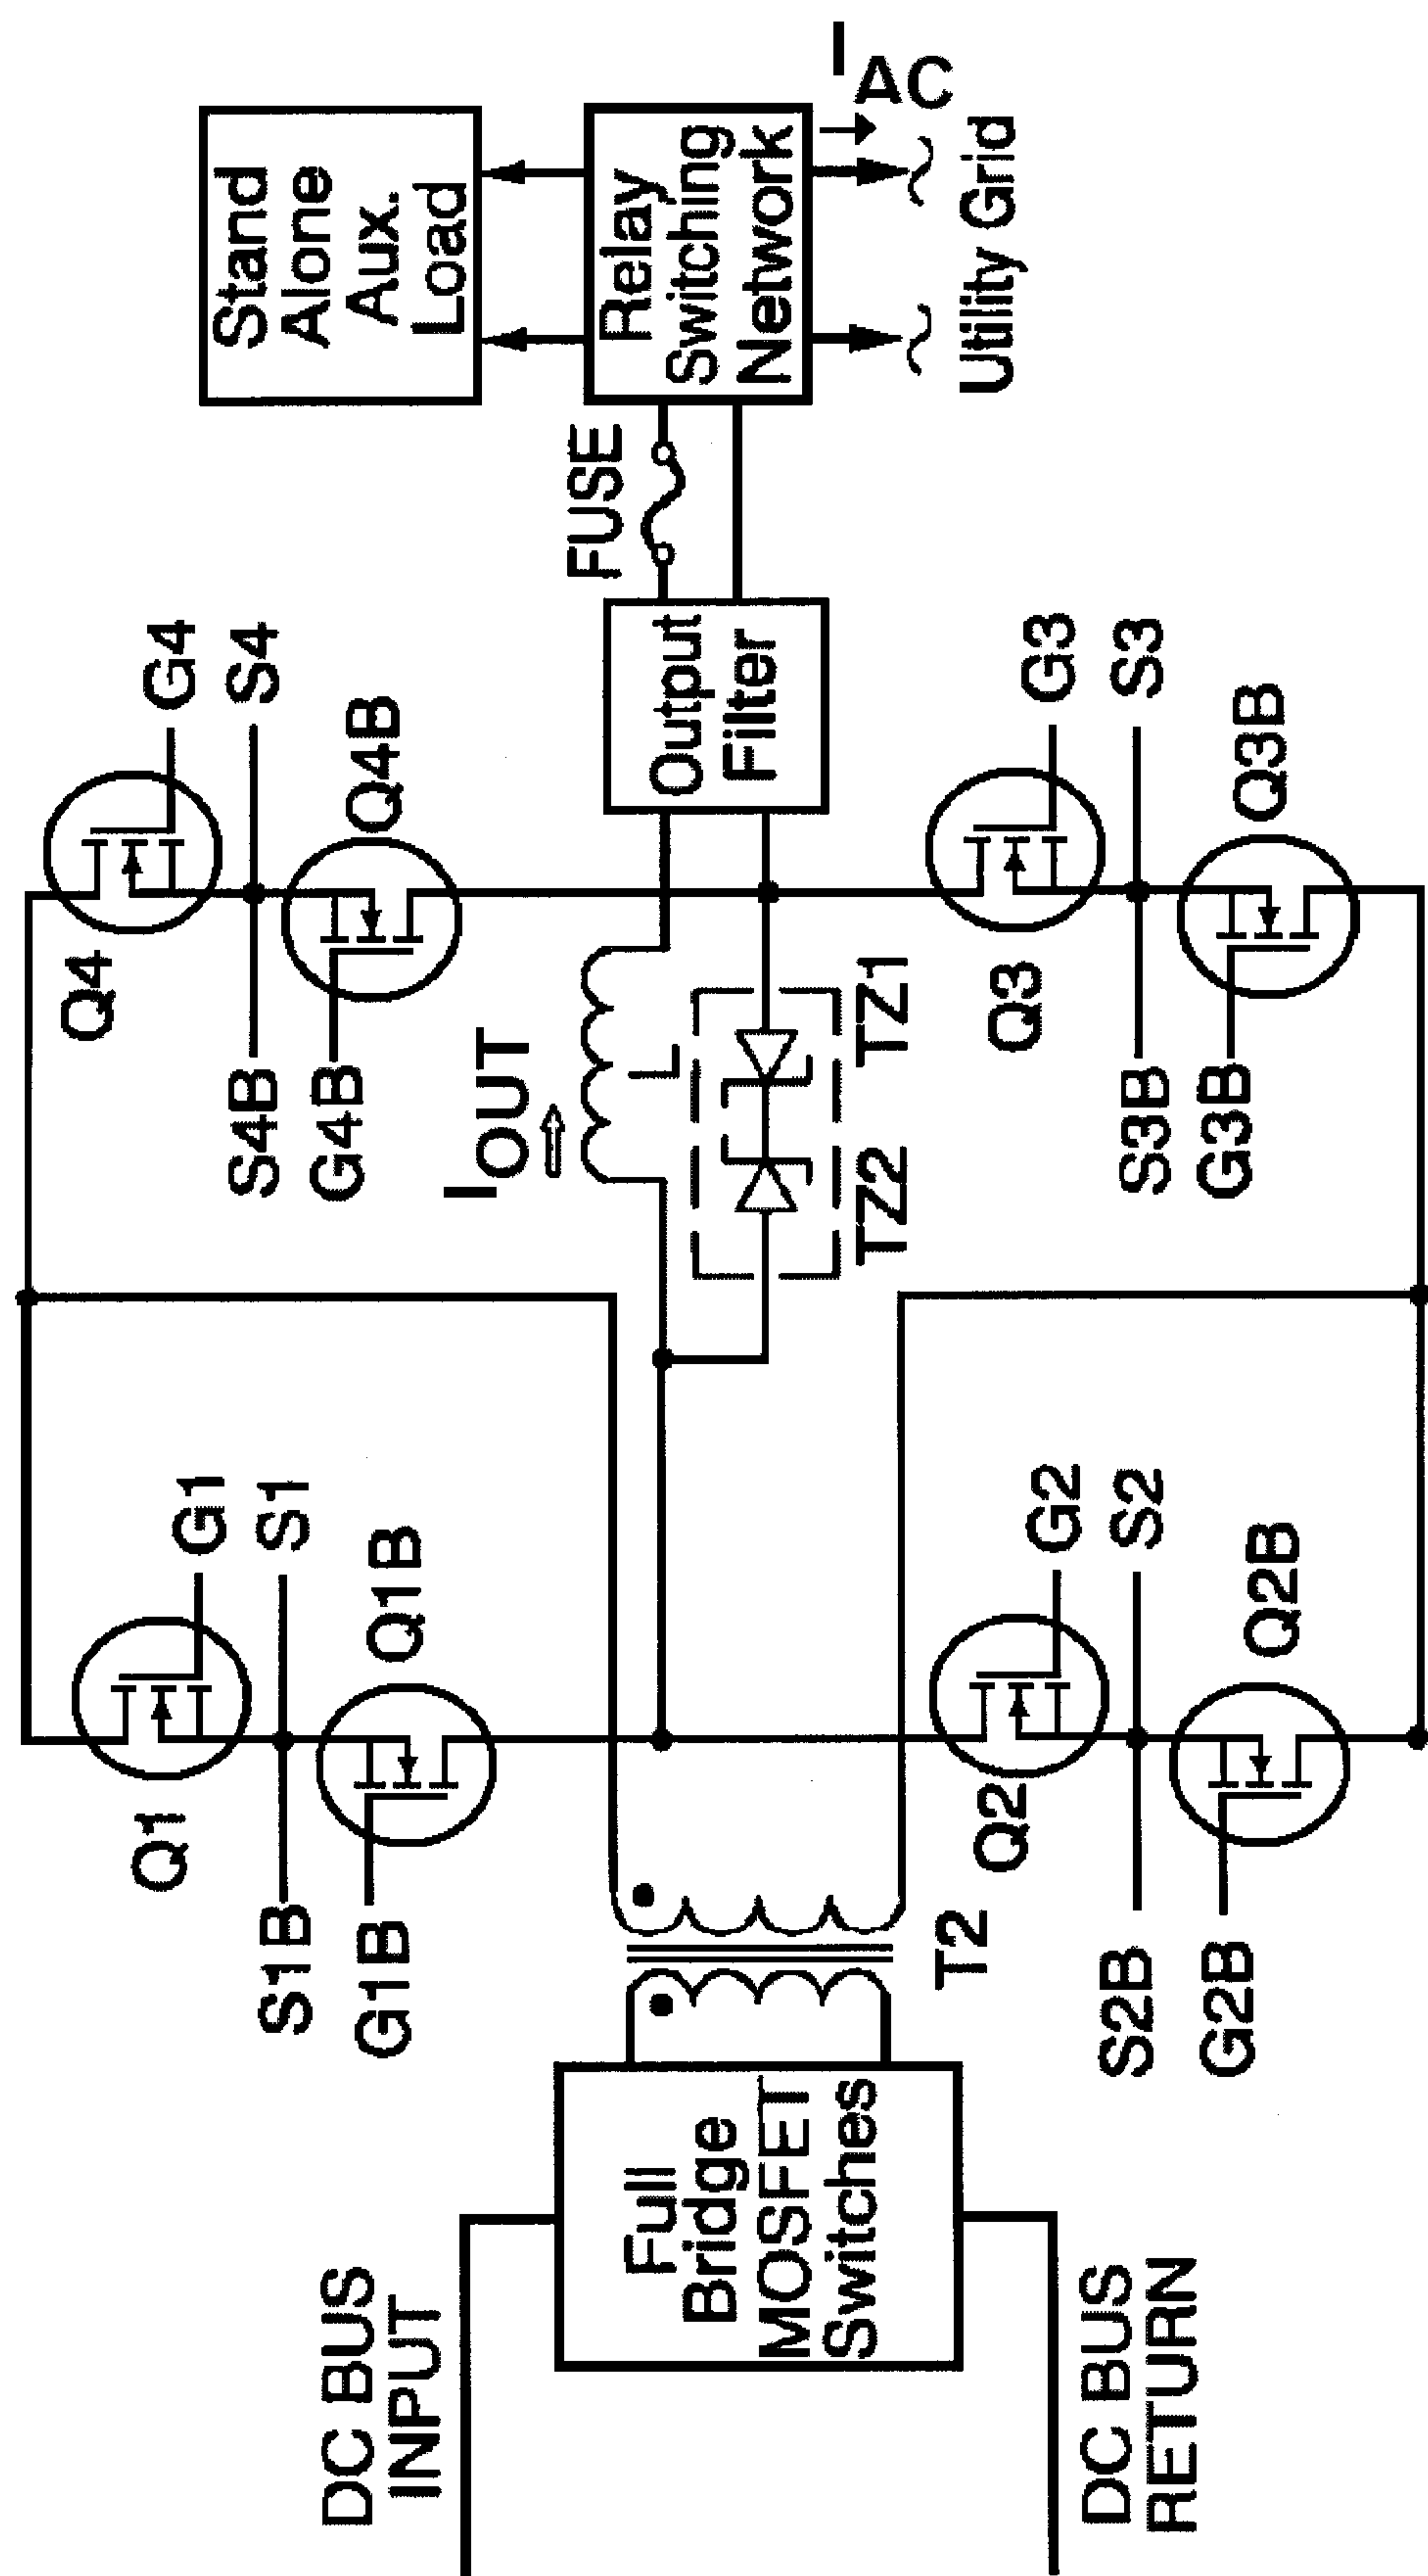 DC BUS
INPUT
DC BUS
RETURN
Full
Bridge
MOSFET
Switches
T2
Q1
G1
S1
S1B
G1B
Q1B
Q2
G2
S2
S2B
G2B
Q2B
Q4
G4
S4
S4B
G4B
Q4B
IOUT
L
TZ2
TZ1
Q3
G3
S3
S3B
G3B
Q3B
Output
Filter
FUSE
Relay
Switching
Network
Stand
Alone
Aux.
Load
IAC
Utility Grid